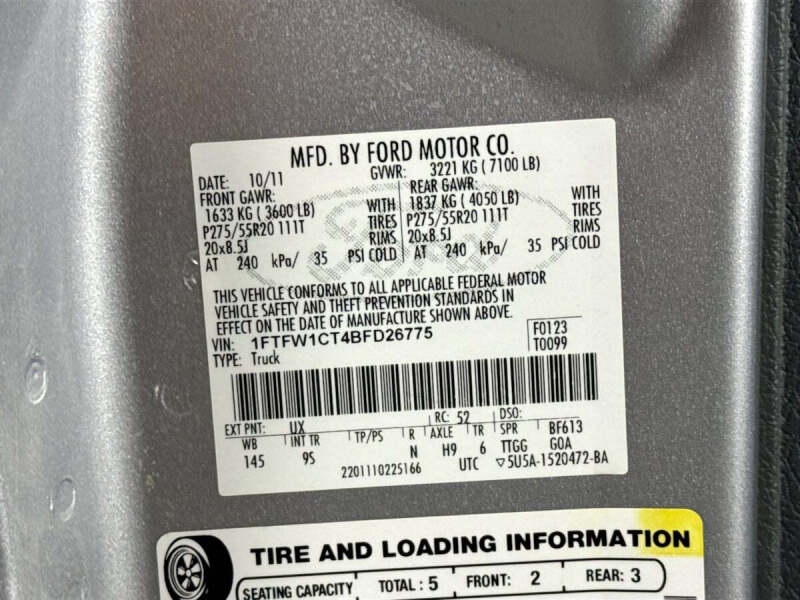 MFD. BY FORD MOTOR CO.
DATE: 10/11 GVWR: 3221 KG ( 7100 LB)
FRONT GAWR: REAR GAWR:
1633 KG ( 3600 LB) WITH 1837 KG ( 4050 LB) WITH
P275/55R20 111T TIRES P275/55R20 111T TIRES
20x8.5J RIMS 20x8.5J RIMS
AT 240 kPa/ 35 PSI COLD AT 240 kPa/ 35 PSI COLD
THIS VEHICLE CONFORMS TO ALL APPLICABLE FEDERAL MOTOR
VEHICLE SAFETY AND THEFT PREVENTION STANDARDS IN
EFFECT ON THE DATE OF MANUFACTURE SHOWN ABOVE.
VIN: 1FTFW1CT4BFD26775 F0123
TYPE: Truck T0099
EXT PNT: UX RC: 52 DSO:
WB INT TR TP/PS R AXLE TR SPR BF613
145 9S N H9 6 TTGG G0A
2201110225166 UTC ▽5U5A-1520472-BA
TIRE AND LOADING INFORMATION
SEATING CAPACITY TOTAL: 5 FRONT: 2 REAR: 3